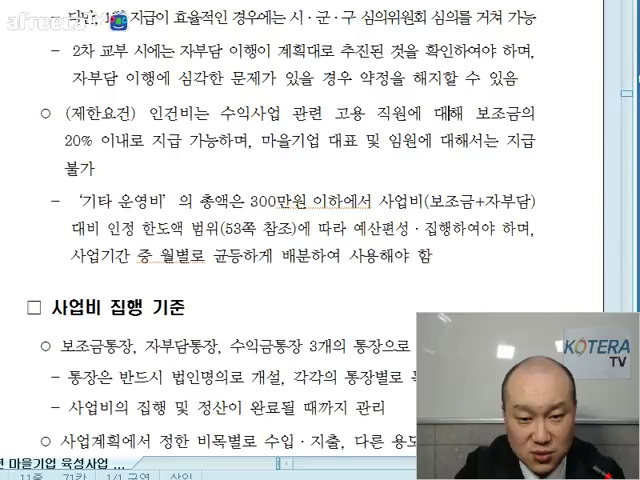 afreeca
- 다만, 1회 지급이 효율적인 경우에는 시·군·구 심의위원회 심의를 거쳐 가능
- 2차 교부 시에는 자부담 이행이 계획대로 추진된 것을 확인하여야 하며,
자부담 이행에 심각한 문제가 있을 경우 약정을 해지할 수 있음
○ (제한요건) 인건비는 수익사업 관련 고용 직원에 대해 보조금의
20% 이내로 지급 가능하며, 마을기업 대표 및 임원에 대해서는 지급
불가
- ‘기타 운영비’의 총액은 300만원 이하에서 사업비(보조금+자부담)
대비 인정 한도액 범위(53쪽 참조)에 따라 예산편성·집행하여야 하며,
사업기간 중 월별로 균등하게 배분하여 사용해야 함
□ 사업비 집행 기준
○ 보조금통장, 자부담통장, 수익금통장 3개의 통장으로
- 통장은 반드시 법인명의로 개설, 각각의 통장별로
- 사업비의 집행 및 정산이 완료될 때까지 관리
○ 사업계획에서 정한 비목별로 수입·지출, 다른 용도
KOTERA
TV
마을기업 육성사업 ...
11줄 71칸 1/1 구역 삽입